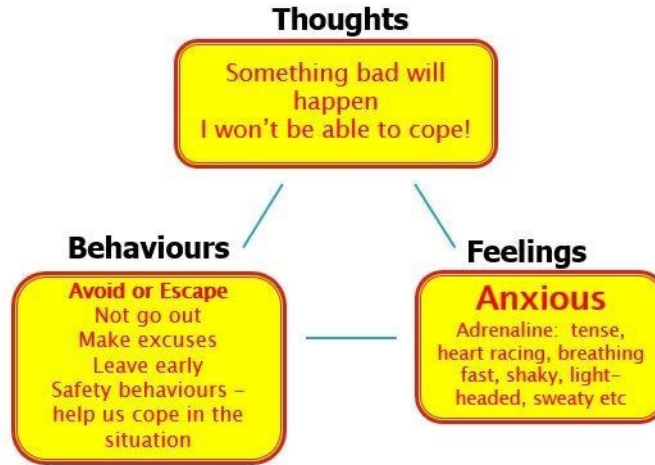 Thoughts
Something bad will
happen
I won't be able to cope!
Behaviours
Avoid or Escape
Not go out
Make excuses
Leave early
Safety behaviours –
help us cope in the
situation
Feelings
Anxious
Adrenaline: tense,
heart racing, breathing
fast, shaky, light-
headed, sweaty etc